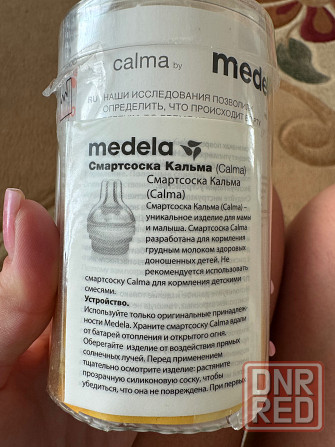 calma by medela
RU НАШИ ИССЛЕДОВАНИЯ
ОПРЕДЕЛИТЬ, ЧТО ПРОИСХОДИТ
medela
Смартсоска Кальма (Calma)
Смартсоска Кальма
(Calma)
Смартсоска Кальма (Calma) –
уникальное изделие для мамы
и малыша. Смартсоска Calma
разработана для кормления
грудным молоком здоровых
доношенных детей. Не
рекомендуется использовать
смартсоску Calma для кормления детскими
смесями.
Устройство.
Используйте только оригинальные принадлеж-
ности Medela. Храните смартсоску Calma вдали
от батарей отопления и открытого огня.
Оберегайте изделие от воздействия прямых
солнечных лучей. Перед применением
тщательно осмотрите изделие: растяните
прозрачную силиконовую соску, чтобы
убедиться, что она не повреждена. При первых
DNR
RED